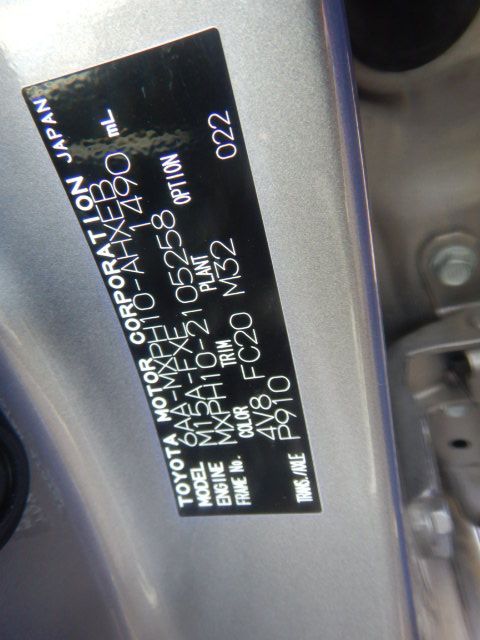 TOYOTA MOTOR CORPORATION JAPAN
MODEL 6AA-MXPH10-AHXEB
ENGINE M15A-FXE 1490 mL
FRAME No. MXPH10-2105258
COLOR TRIM PLANT OPTION
4V8 FC20 M32 022
TRANS./AXLE P910